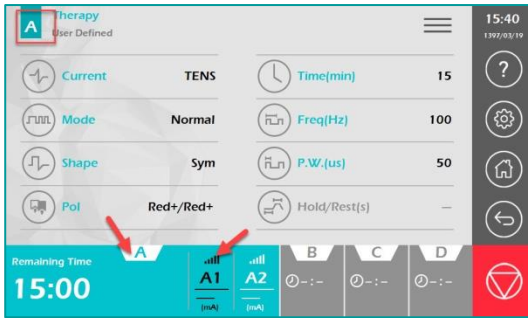 A
Therapy
User Defined
15:40
1397/03/19
Current TENS
Time(min) 15
Mode Normal
Freq(Hz) 100
Shape Sym
P.W.(us) 50
Pol Red+/Red+
Hold/Rest(s) –
?
Remaining Time
15:00
A
A1
(mA)
A2
(mA)
B
-:-
C
-:-
D
-:-